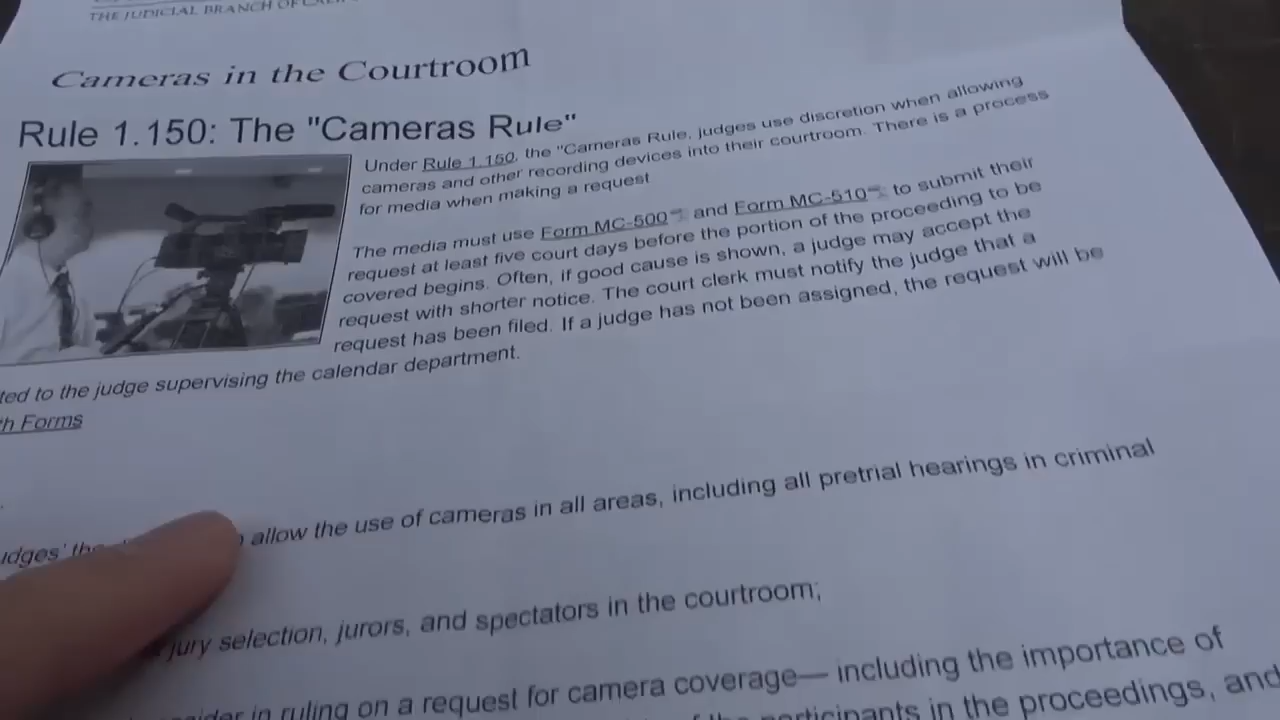 THE JUDICIAL BRANCH OF
Cameras in the Courtroom
Rule 1.150: The "Cameras Rule"
Under Rule 1.150, the "Cameras Rule, judges use discretion when allowing
cameras and other recording devices into their courtroom. There is a process
for media when making a request
The media must use Form MC-500 and Form MC-510 to submit their
request at least five court days before the portion of the proceeding to be
covered begins. Often, if good cause is shown, a judge may accept the
request with shorter notice. The court clerk must notify the judge that a
request has been filed. If a judge has not been assigned, the request will be
ted to the judge supervising the calendar department.
h Forms
allow the use of cameras in all areas, including all pretrial hearings in criminal
jury selection, jurors, and spectators in the courtroom;
in ruling on a request for camera coverage— including the importance of
participants in the proceedings, and